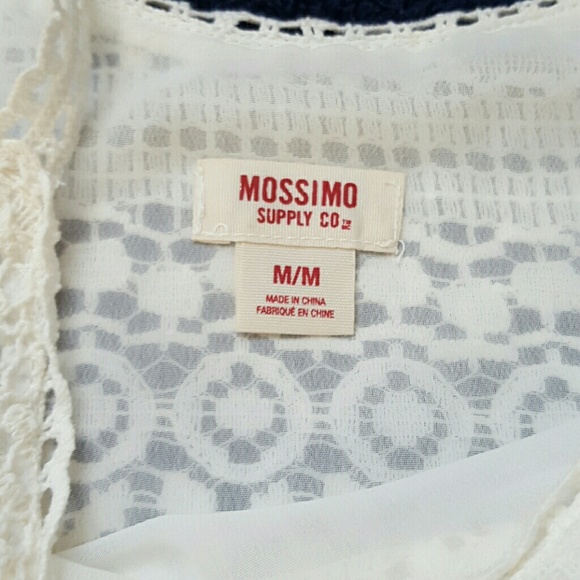 MOSSIMO
SUPPLY CO
M/M
MADE IN CHINA
FABRIQUÉ EN CHINE